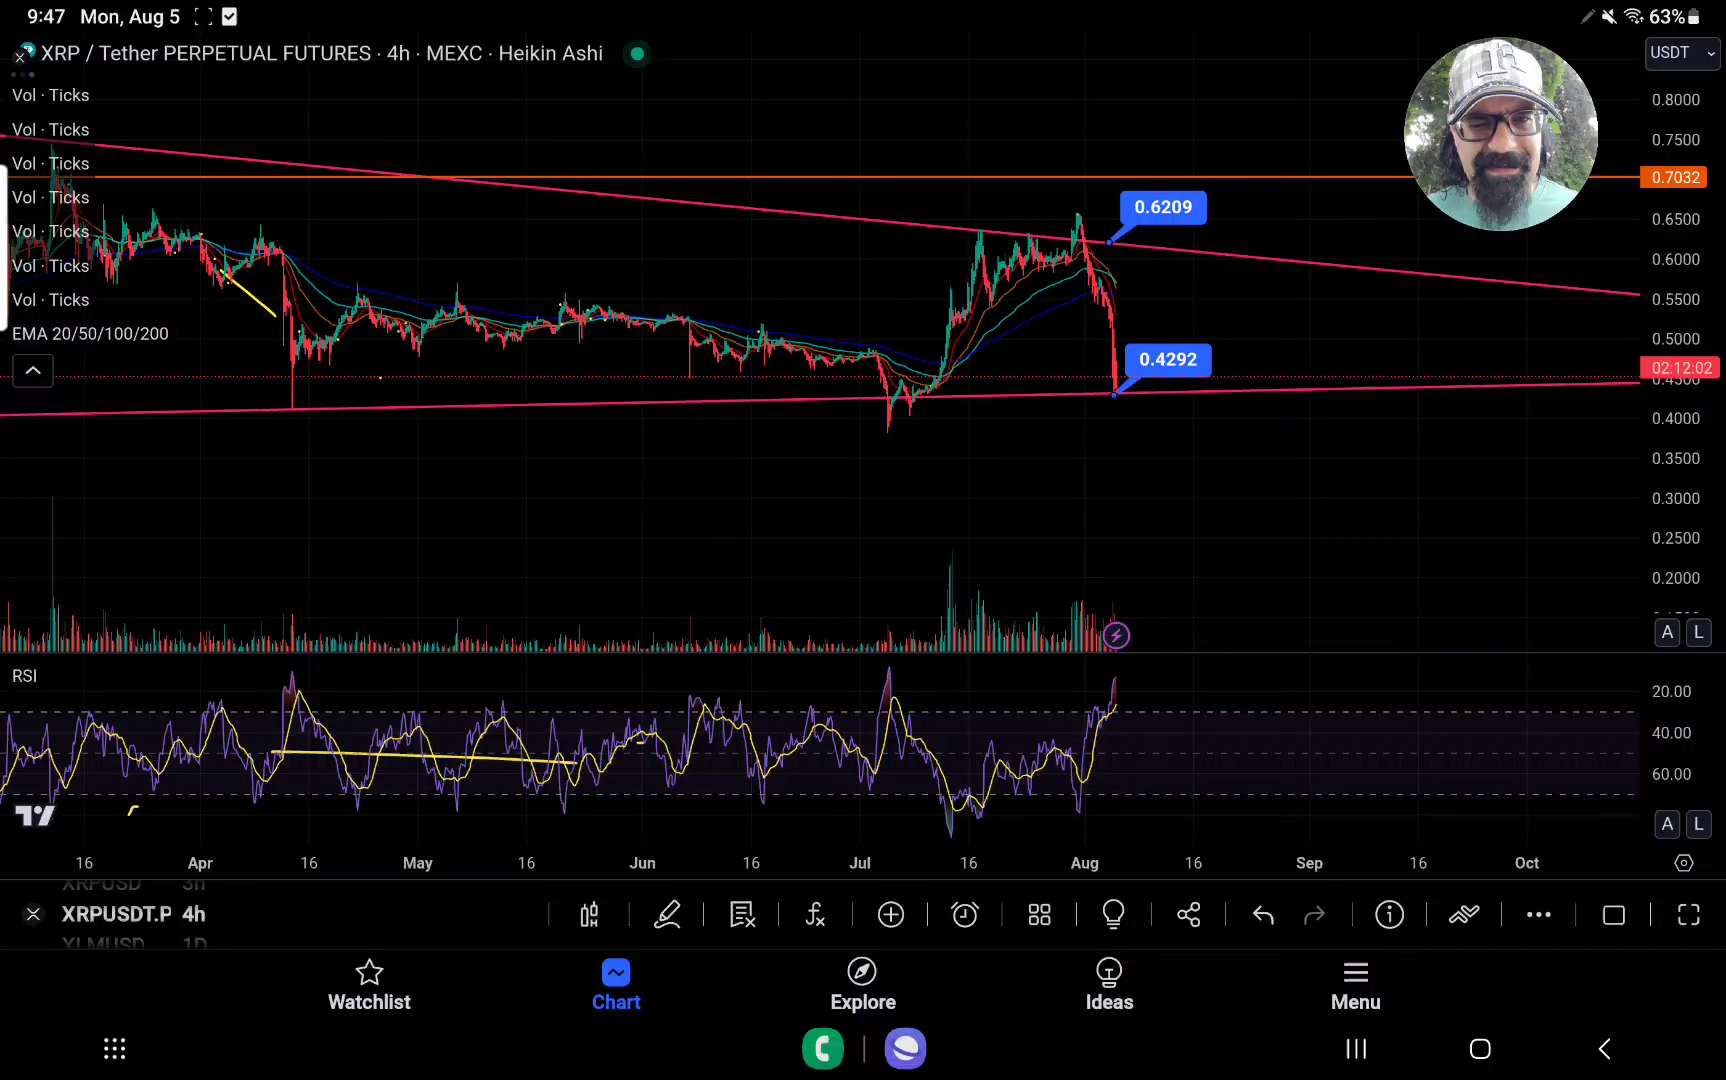 9:47 Mon, Aug 5 63%
XRP / Tether PERPETUAL FUTURES · 4h · MEXC · Heikin Ashi
USDT
Vol · Ticks
Vol · Ticks
Vol · Ticks
Vol · Ticks
Vol · Ticks
Vol · Ticks
Vol · Ticks
EMA 20/50/100/200
0.6209
0.4292
0.8000
0.7500
0.7032
0.6500
0.6000
0.5500
0.5000
02:12:02
0.4500
0.4000
0.3500
0.3000
0.2500
0.2000
A L
RSI
20.00
40.00
60.00
A L
16 Apr 16 May 16 Jun 16 Jul 16 Aug 16 Sep 16 Oct
XRPUSD 3h
XRPUSDT.P 4h
XLMUSD 1D
Watchlist Chart Explore Ideas Menu